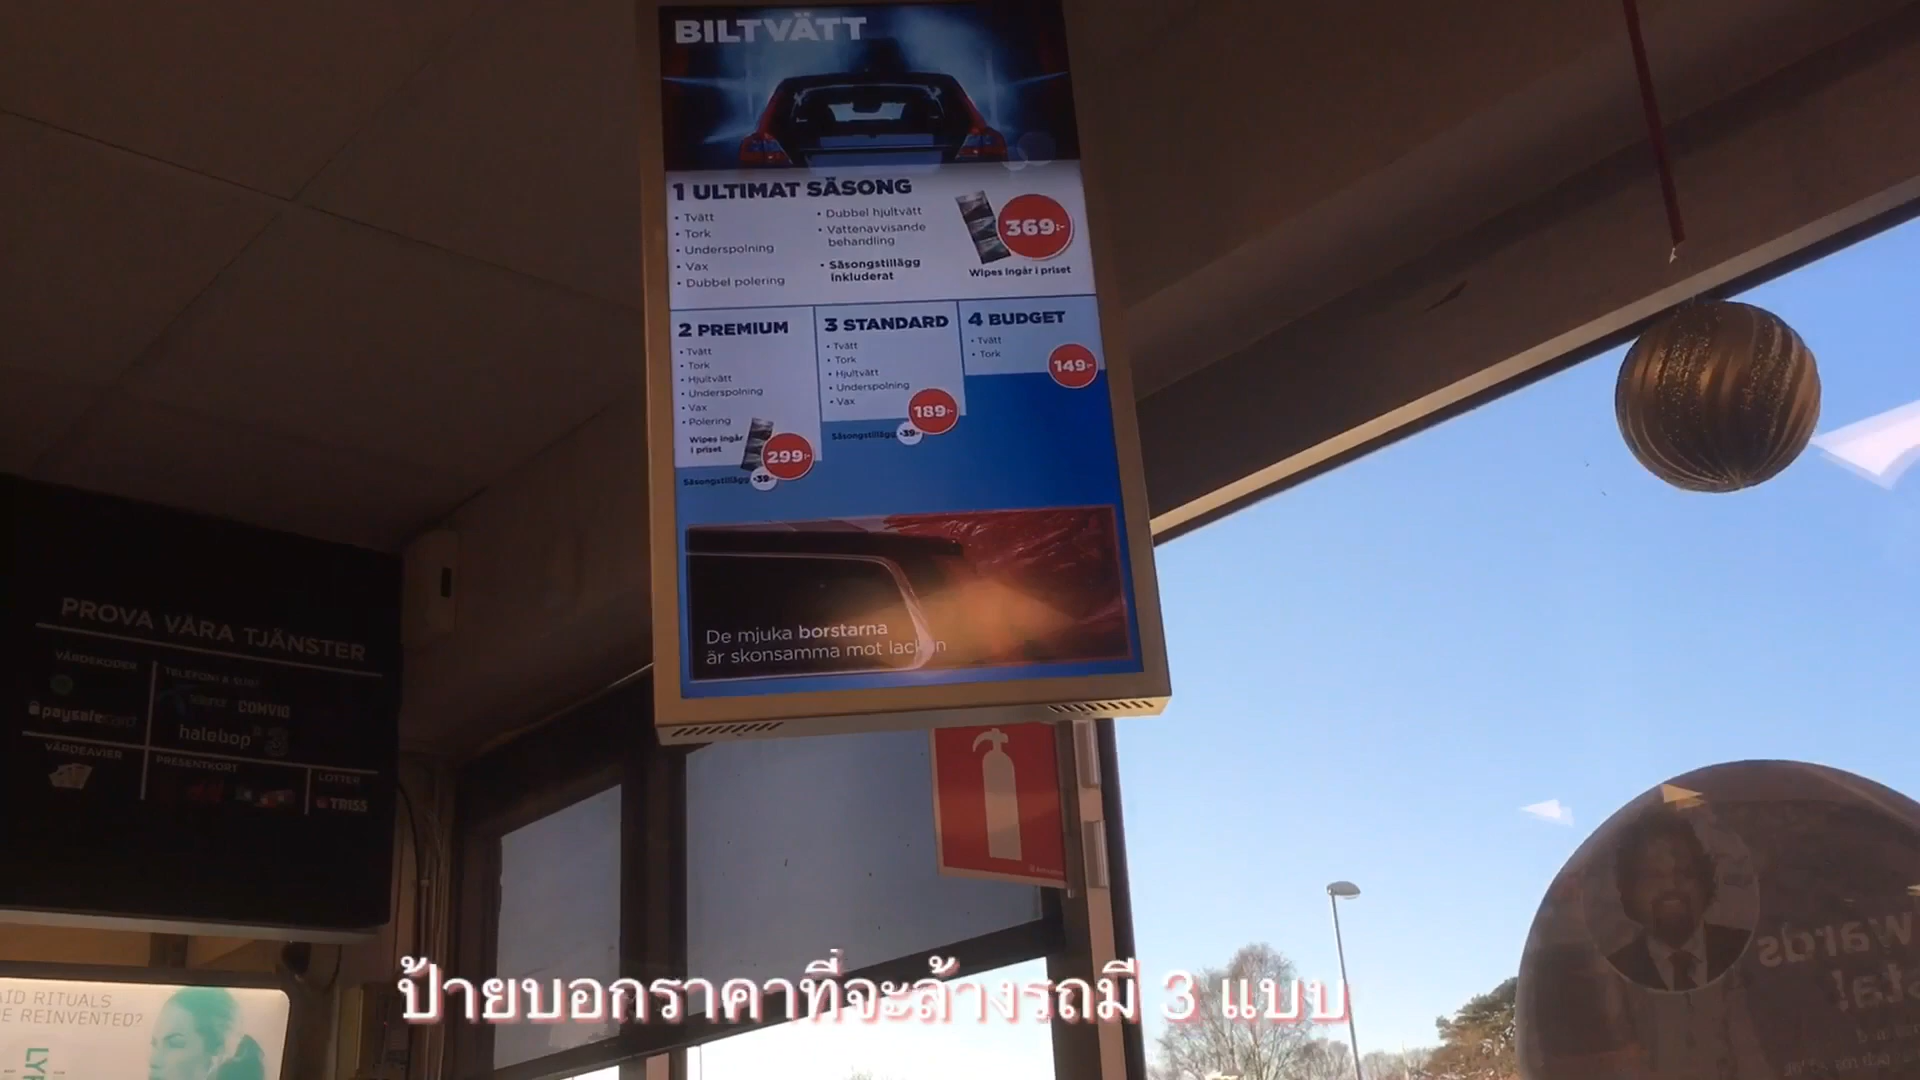 BILTVÄTT
1 ULTIMAT SÄSONG
• Tvätt
• Tork
• Underspolning
• Vax
• Dubbel polering
• Dubbel hjultvätt
• Vattenavvisande
behandling
• Säsongstillägg
inkluderat
369:-
Wipes ingår i priset
2 PREMIUM
• Tvätt
• Tork
• Hjultvätt
• Underspolning
• Vax
• Polering
Wipes ingår
i priset
299:-
Säsongstillägg 39:-
3 STANDARD
• Tvätt
• Tork
• Hjultvätt
• Underspolning
• Vax
189:-
Säsongstillägg 39:-
4 BUDGET
• Tvätt
• Tork
149:-
De mjuka borstarna
är skonsamma mot lacken
PROVA VÅRA TJÄNSTER
VÄRDEKODER
paysafecard
TELEFONI & SURF
COMVIQ
halebop
3
VÄRDEAVIER
PRESENTKORT
LOTTER
TRISS
RITUALS
REINVENTED?
ป้ายบอกราคาที่จะล้างรถมี 3 แบบ